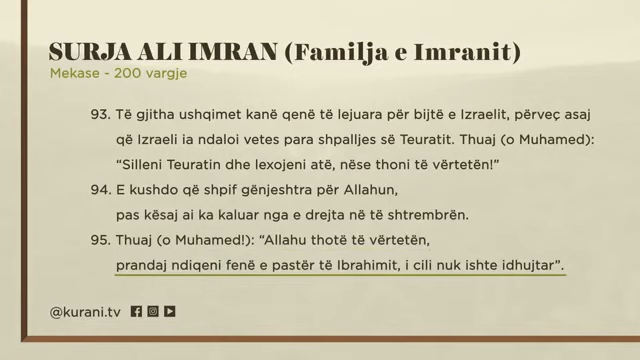 SURJA ALI IMRAN (Familja e Imranit)
Mekase - 200 vargje
93. Të gjitha ushqimet kanë qenë të lejuara për bijtë e Izraelit, përveç asaj
që Izraeli ia ndaloi vetes para shpalljes së Teuratit. Thuaj (o Muhamed):
“Silleni Teuratin dhe lexojeni atë, nëse thoni të vërtetën!”
94. E kushdo që shpif gënjeshtra për Allahun,
pas kësaj ai ka kaluar nga e drejta në të shtrembrën.
95. Thuaj (o Muhamed!): “Allahu thotë të vërtetën,
prandaj ndiqeni fenë e pastër të Ibrahimit, i cili nuk ishte idhujtar”.
@kurani.tv